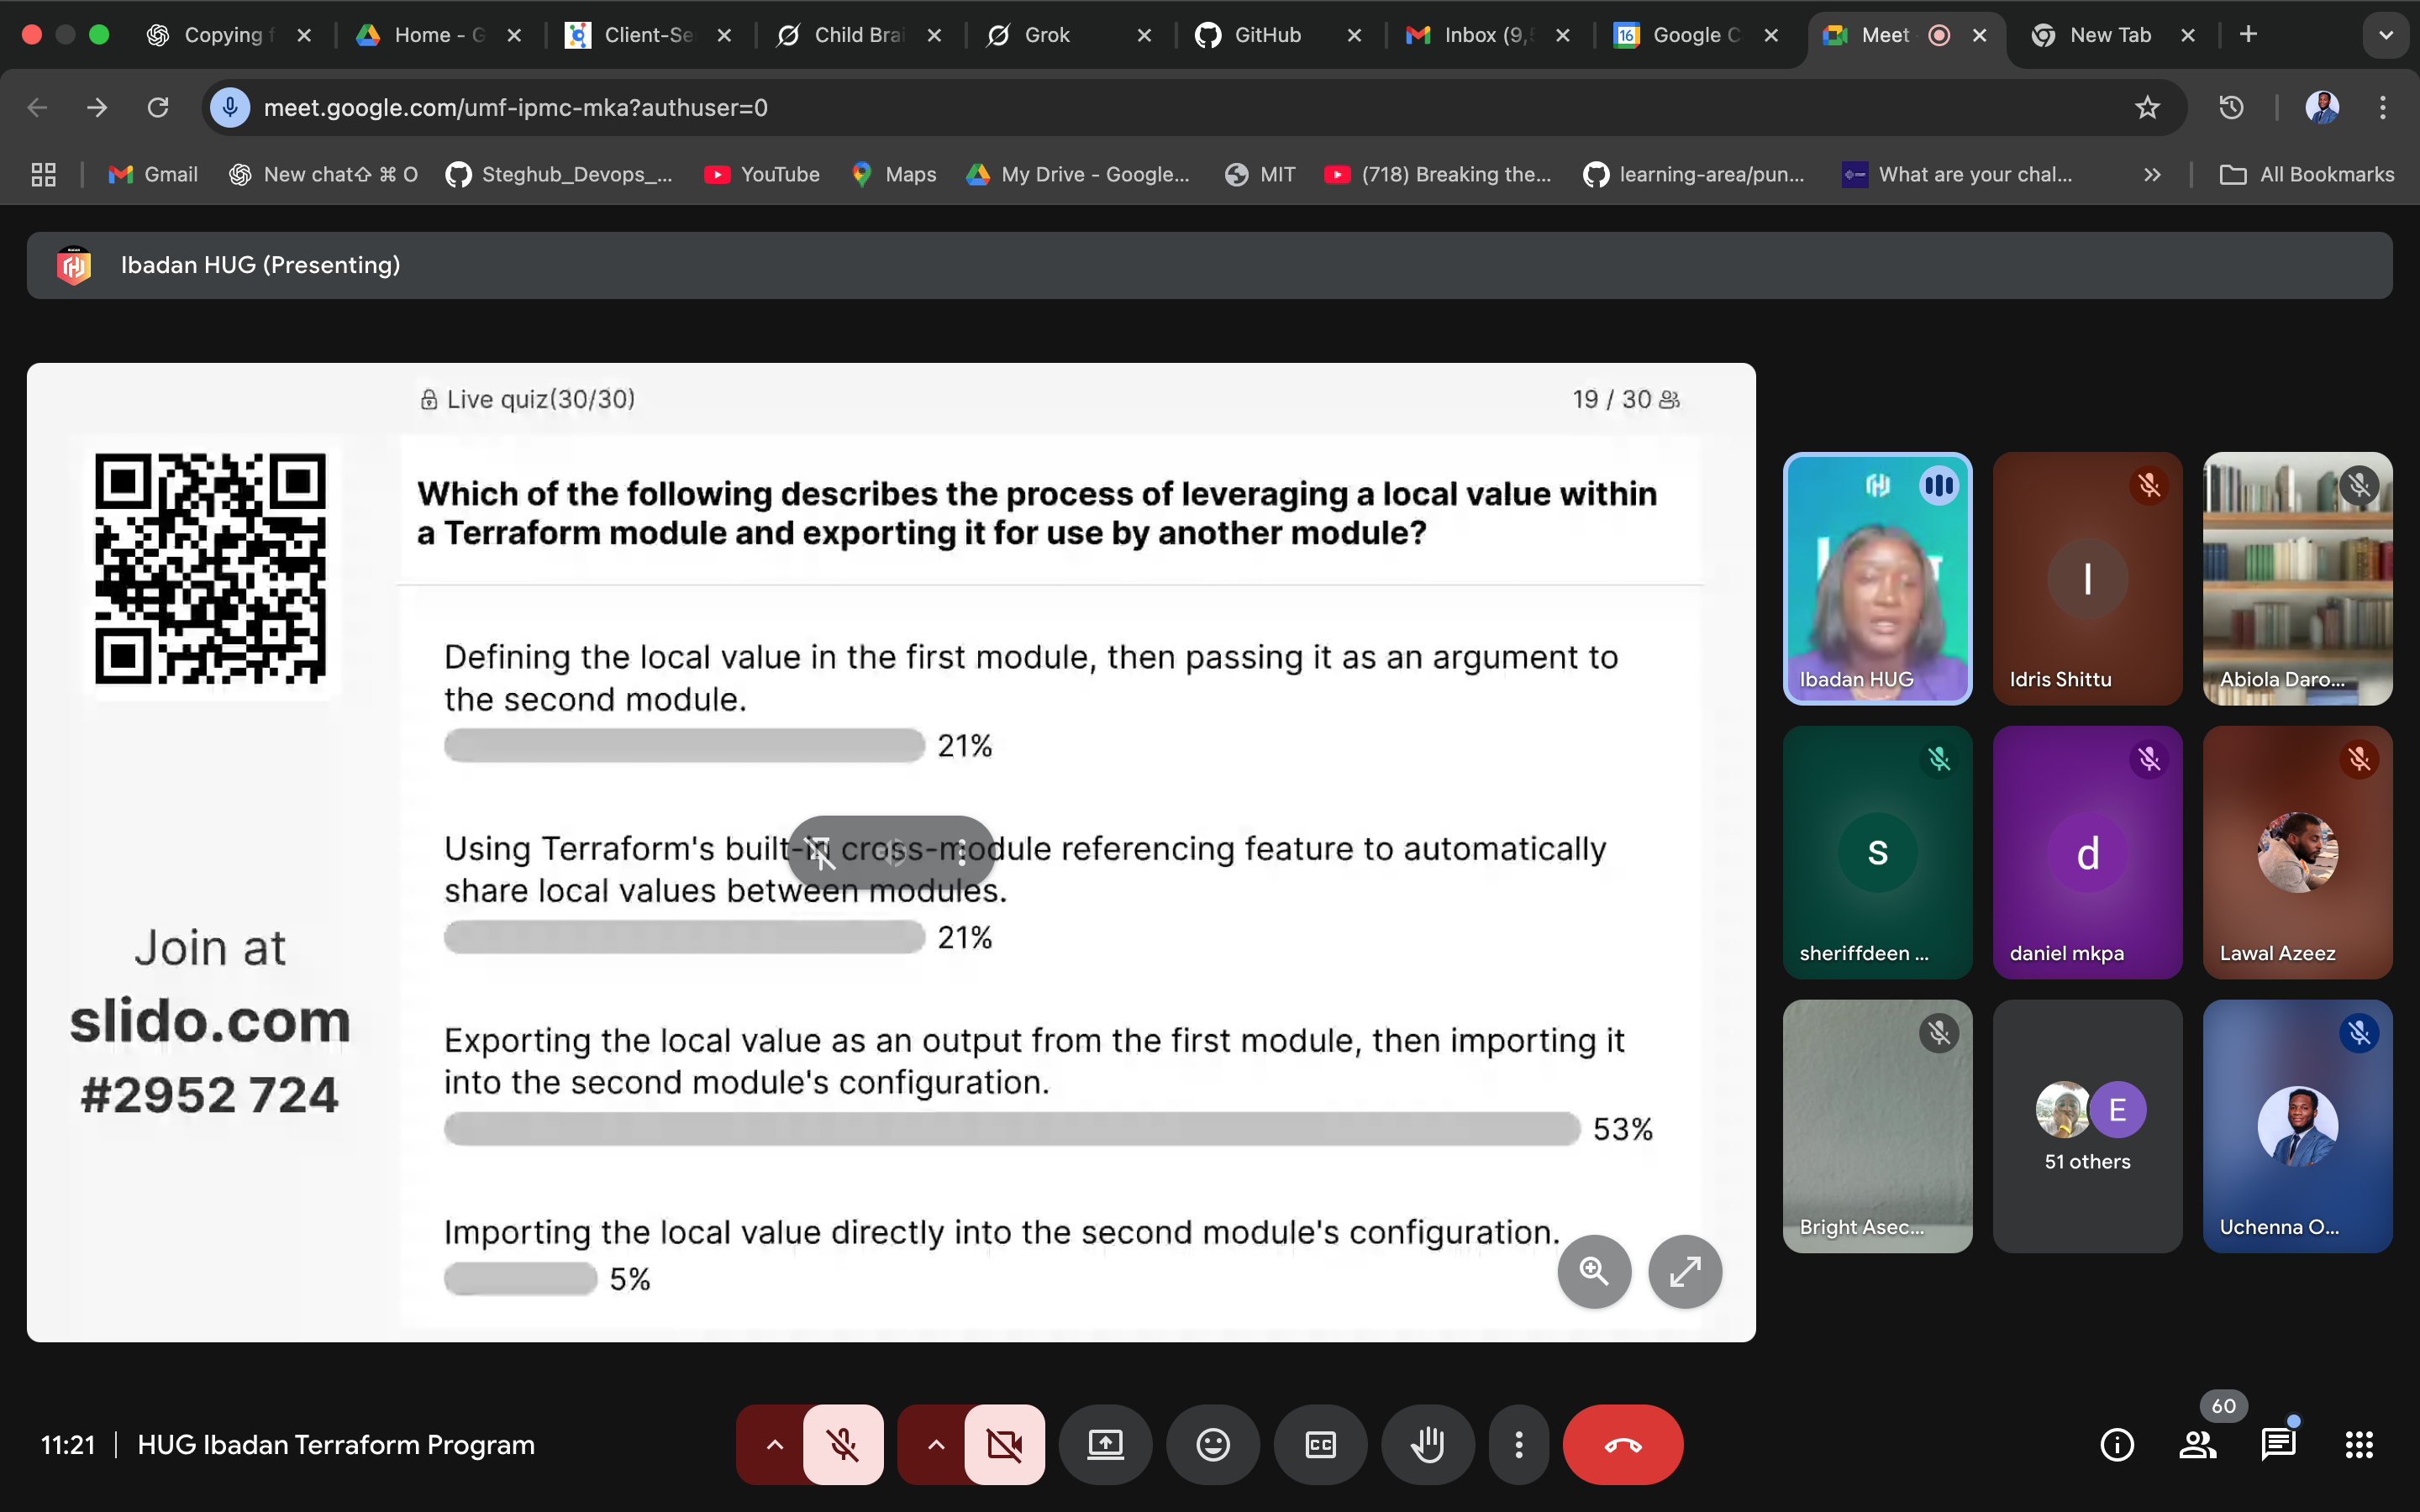 Copying f
Home - G
Client-Se
Child Brai
Grok
GitHub
Inbox (9,5
16
Google C
Meet
New Tab
meet.google.com/umf-ipmc-mka?authuser=0
Gmail
New chat⇧ ⌘ O
Steghub_Devops_...
YouTube
Maps
My Drive - Google...
MIT
(718) Breaking the...
learning-area/pun...
What are your chal...
All Bookmarks
Ibadan HUG (Presenting)
Live quiz(30/30)
19 / 30
Which of the following describes the process of leveraging a local value within
a Terraform module and exporting it for use by another module?
Defining the local value in the first module, then passing it as an argument to
the second module.
21%
Using Terraform's built-in cross-module referencing feature to automatically
share local values between modules.
21%
Exporting the local value as an output from the first module, then importing it
into the second module's configuration.
53%
Importing the local value directly into the second module's configuration.
5%
Join at
slido.com
#2952 724
Ibadan HUG
I
Idris Shittu
Abiola Daro...
s
sheriffdeen ...
d
daniel mkpa
Lawal Azeez
Bright Asec...
E
51 others
Uchenna O...
11:21
HUG Ibadan Terraform Program
CC
60